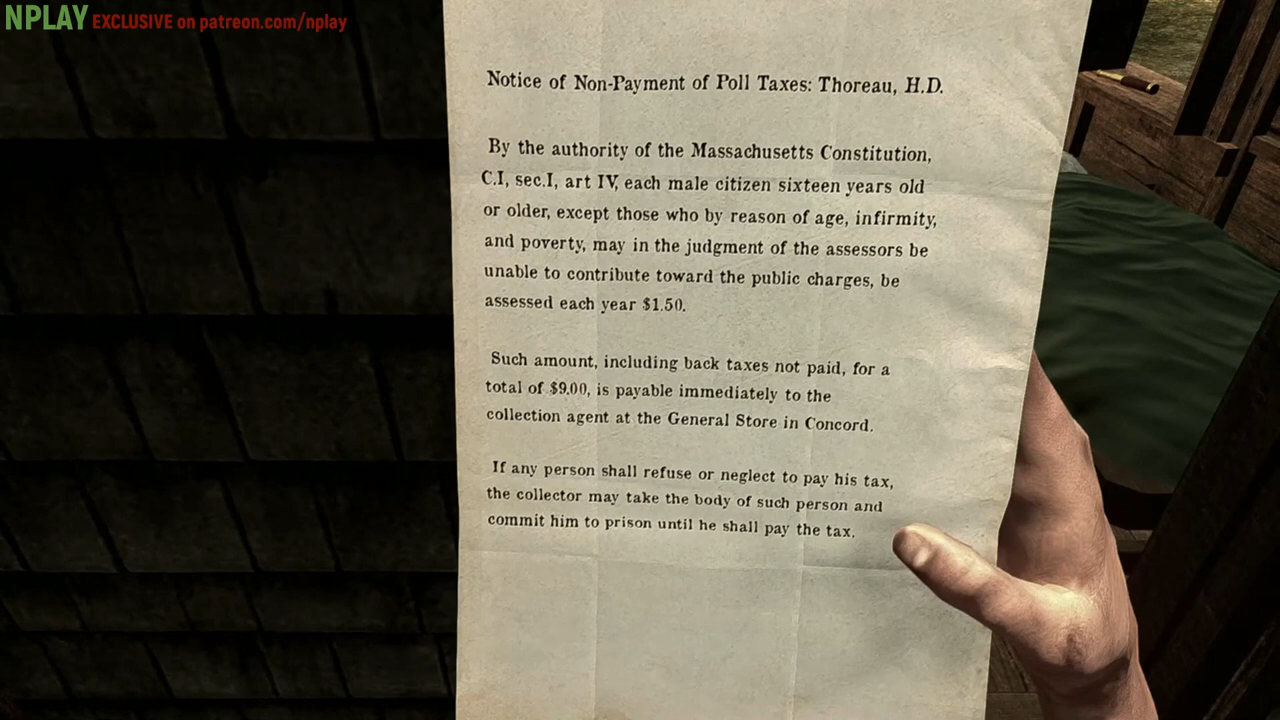 NPLAY EXCLUSIVE on patreon.com/nplay
Notice of Non-Payment of Poll Taxes: Thoreau, H.D.
By the authority of the Massachusetts Constitution,
C.I, sec.I, art IV, each male citizen sixteen years old
or older, except those who by reason of age, infirmity,
and poverty, may in the judgment of the assessors be
unable to contribute toward the public charges, be
assessed each year $1.50.
Such amount, including back taxes not paid, for a
total of $9.00, is payable immediately to the
collection agent at the General Store in Concord.
If any person shall refuse or neglect to pay his tax,
the collector may take the body of such person and
commit him to prison until he shall pay the tax.